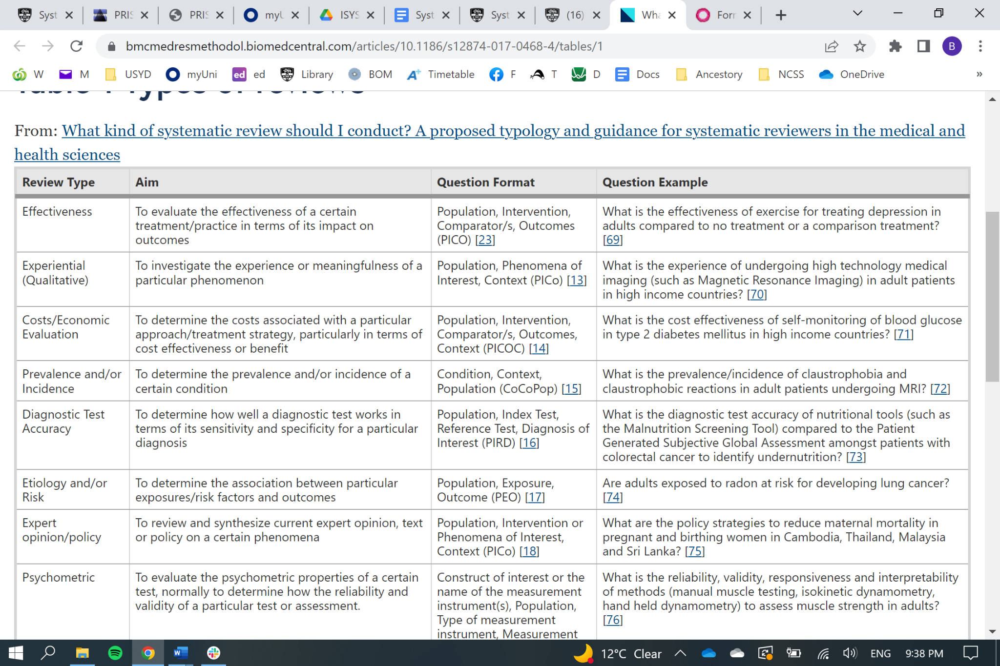 Syst
PRIS
PRIS
myU
ISYS
Syst
Syst
(16)
Wha
Forr
bmcmedresmethodol.biomedcentral.com/articles/10.1186/s12874-017-0468-4/tables/1
B
W
M
USYD
myUni
ed ed
Library
BOM
A+ Timetable
F
T
D
Docs
Ancestory
NCSS
OneDrive
»
Table 1 Types of reviews
From: What kind of systematic review should I conduct? A proposed typology and guidance for systematic reviewers in the medical and
health sciences
Review Type
Aim
Question Format
Question Example
Effectiveness
To evaluate the effectiveness of a certain
treatment/practice in terms of its impact on
outcomes
Population, Intervention,
Comparator/s, Outcomes
(PICO) [23]
What is the effectiveness of exercise for treating depression in
adults compared to no treatment or a comparison treatment?
[69]
Experiential
(Qualitative)
To investigate the experience or meaningfulness of a
particular phenomenon
Population, Phenomena of
Interest, Context (PICo) [13]
What is the experience of undergoing high technology medical
imaging (such as Magnetic Resonance Imaging) in adult patients
in high income countries? [70]
Costs/Economic
Evaluation
To determine the costs associated with a particular
approach/treatment strategy, particularly in terms of
cost effectiveness or benefit
Population, Intervention,
Comparator/s, Outcomes,
Context (PICOC) [14]
What is the cost effectiveness of self-monitoring of blood glucose
in type 2 diabetes mellitus in high income countries? [71]
Prevalence and/or
Incidence
To determine the prevalence and/or incidence of a
certain condition
Condition, Context,
Population (CoCoPop) [15]
What is the prevalence/incidence of claustrophobia and
claustrophobic reactions in adult patients undergoing MRI? [72]
Diagnostic Test
Accuracy
To determine how well a diagnostic test works in
terms of its sensitivity and specificity for a particular
diagnosis
Population, Index Test,
Reference Test, Diagnosis of
Interest (PIRD) [16]
What is the diagnostic test accuracy of nutritional tools (such as
the Malnutrition Screening Tool) compared to the Patient
Generated Subjective Global Assessment amongst patients with
colorectal cancer to identify undernutrition? [73]
Etiology and/or
Risk
To determine the association between particular
exposures/risk factors and outcomes
Population, Exposure,
Outcome (PEO) [17]
Are adults exposed to radon at risk for developing lung cancer?
[74]
Expert
opinion/policy
To review and synthesize current expert opinion, text
or policy on a certain phenomena
Population, Intervention or
Phenomena of Interest,
Context (PICo) [18]
What are the policy strategies to reduce maternal mortality in
pregnant and birthing women in Cambodia, Thailand, Malaysia
and Sri Lanka? [75]
Psychometric
To evaluate the psychometric properties of a certain
test, normally to determine how the reliability and
validity of a particular test or assessment.
Construct of interest or the
name of the measurement
instrument(s), Population,
Type of measurement
instrument, Measurement
What is the reliability, validity, responsiveness and interpretability
of methods (manual muscle testing, isokinetic dynamometry,
hand held dynamometry) to assess muscle strength in adults?
[76]
12°C Clear
ENG
9:38 PM